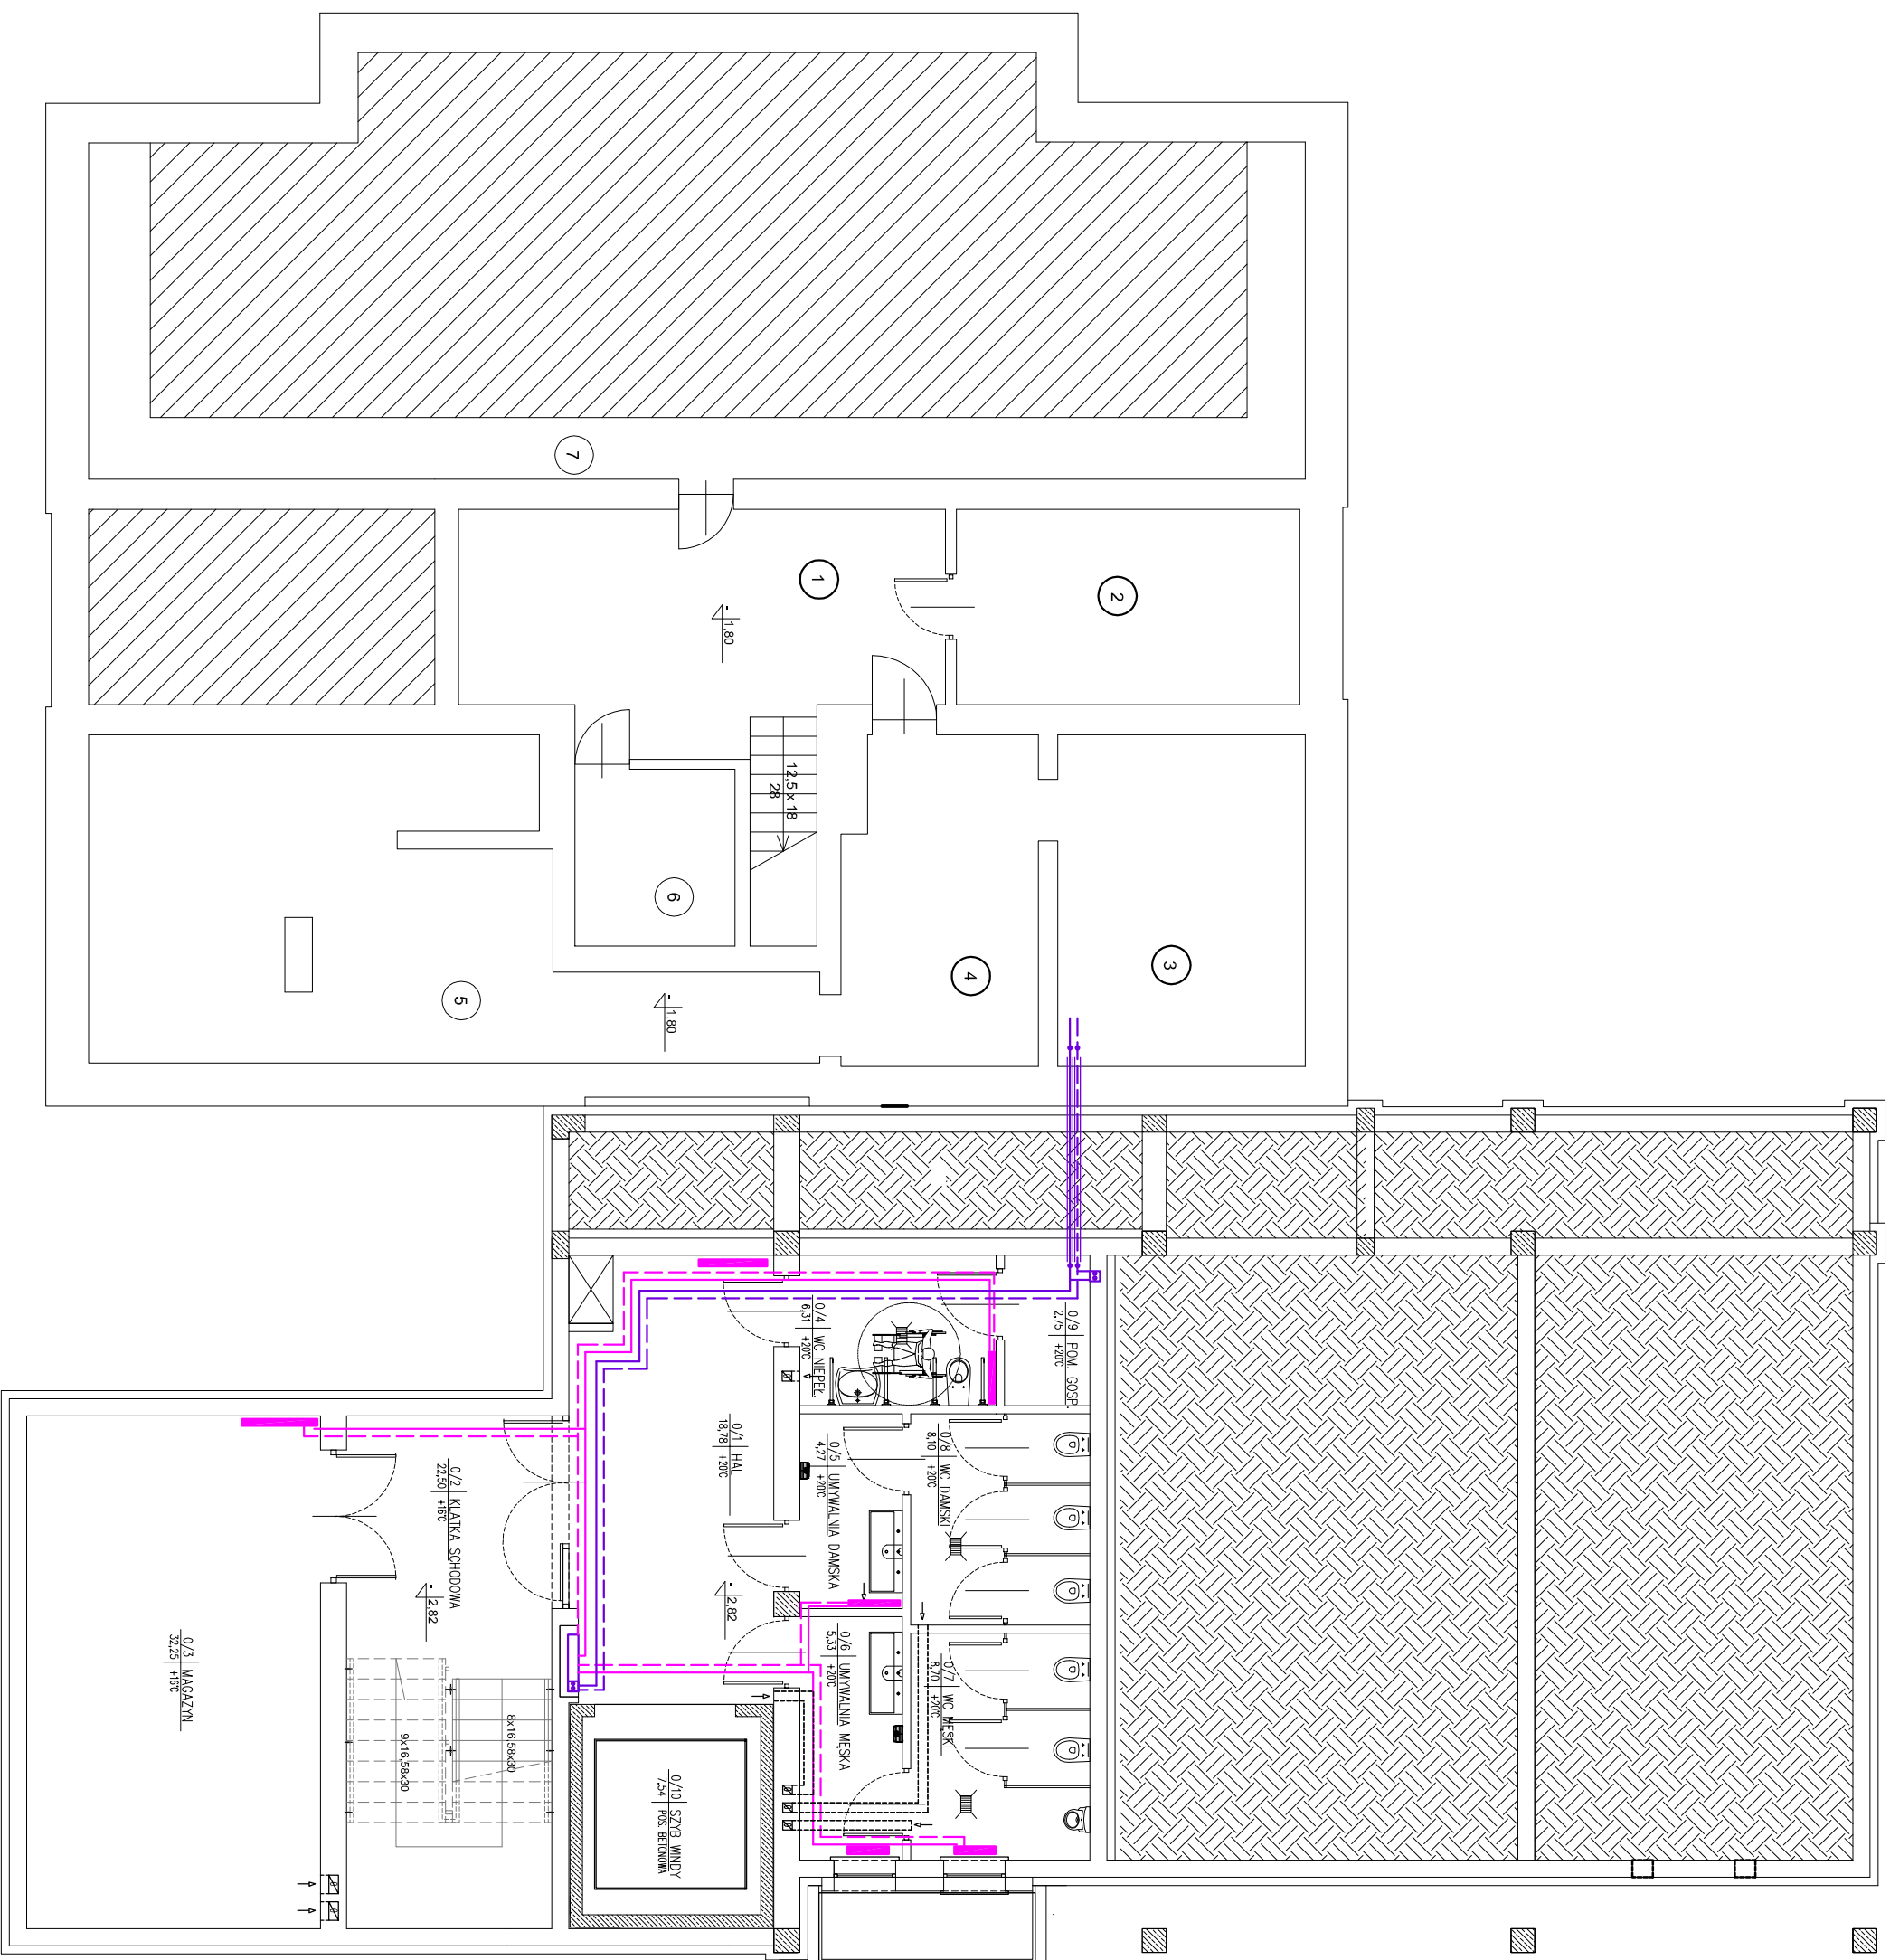 7
1
2
-1,80
12,5 x 18
28
6
3
4
5
-1,80
0/9 POM. GOSP.
2,75 +20°C
0/4 WC NIEPEŁ.
6,31 +20°C
0/1 HAL
18,78 +20°C
0/8 WC DAMSKI
8,10 +20°C
0/5 UMYWALNIA DAMSKA
4,27 +20°C
0/2 KLATKA SCHODOWA
22,50 +16°C
-2,82
-2,82
0/7 WC MĘSKI
8,70 +20°C
0/6 UMYWALNIA MĘSKA
5,33 +20°C
0/3 MAGAZYN
32,25 +16°C
8x16,58x30
9x16,58x30
0/10 SZYB WINDY
7,54 POS. BETONOWA